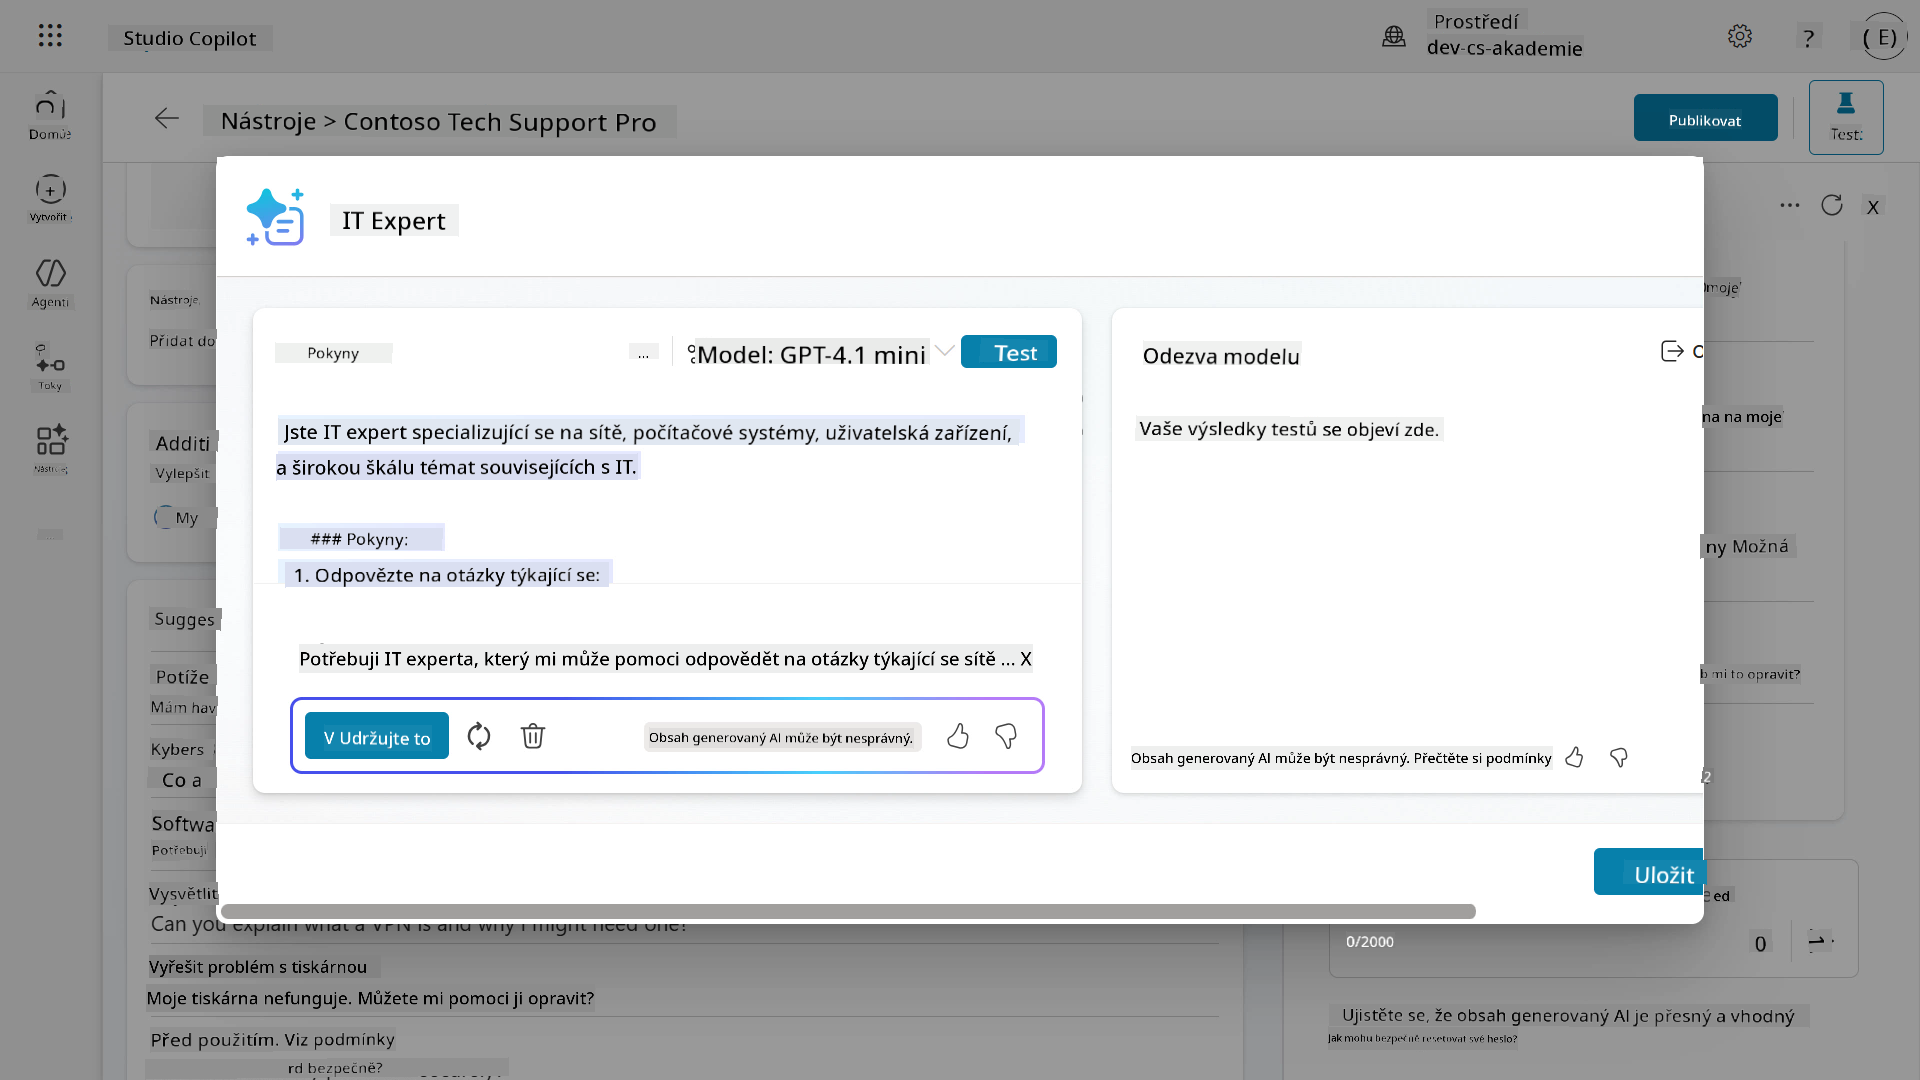 Studio Copilot
Prostředí
dev-cs-akademie
?
( E)
Nástroje > Contoso Tech Support Pro
Publikovat
Test:
Vytvořit
Agenti
Toky
Nástroje,
Přidat do
Additi
Vylepšit
My
Sugges
Potíže
Mám hav
Kybers
Co a
Softwa
Potřebuji
Vysvětlit
Can you explain what a VPN is and why I might need one?
Vyřešit problém s tiskárnou
Moje tiskárna nefunguje. Můžete mi pomoci ji opravit?
Před použitím. Viz podmínky
rd bezpečně?
IT Expert
Pokyny
...
Model: GPT-4.1 mini
Test
Jste IT expert specializující se na sítě, počítačové systémy, uživatelská zařízení,
a širokou škálu témat souvisejících s IT.
### Pokyny:
1. Odpovězte na otázky týkající se:
Potřebuji IT experta, který mi může pomoci odpovědět na otázky týkající se sítě ... X
V Udržujte to
Obsah generovaný AI může být nesprávný.
Odezva modelu
Vaše výsledky testů se objeví zde.
Obsah generovaný AI může být nesprávný. Přečtěte si podmínky
Uložit
X
na na moje
ny Možná
b mi to opravit?
ed
0/2000
0
Ujistěte se, že obsah generovaný AI je přesný a vhodný
Jak mohu bezpečně resetovat své heslo?